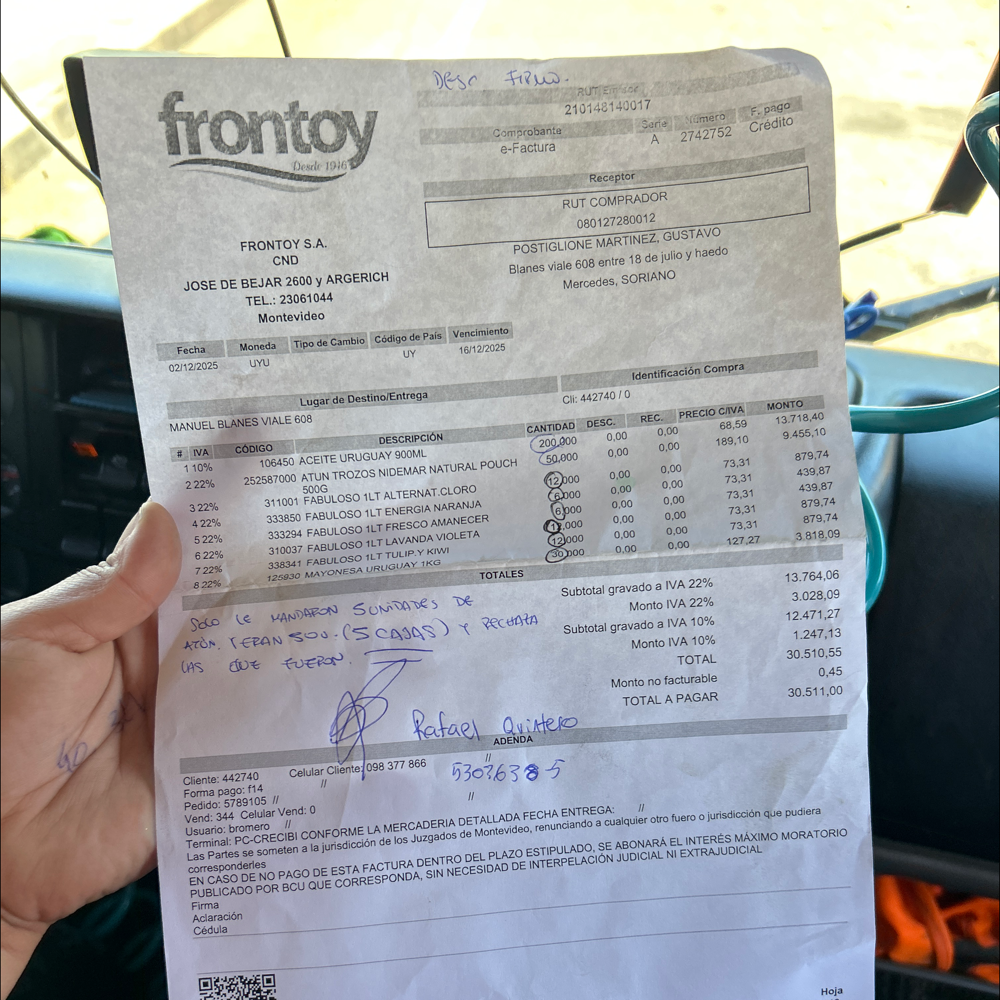 DESC FIRMO.
frontoy
Desde 1916
RUT Emisor
210148140017
Comprobante Serie Número F. pago
e-Factura A 2742752 Crédito
Receptor
RUT COMPRADOR
080127280012
POSTIGLIONE MARTINEZ, GUSTAVO
Blanes viale 608 entre 18 de julio y haedo
Mercedes, SORIANO
FRONTOY S.A.
CND
JOSE DE BEJAR 2600 y ARGERICH
TEL.: 23061044
Montevideo
Fecha Moneda Tipo de Cambio Código de País Vencimiento
02/12/2025 UYU UY 16/12/2025
Lugar de Destino/Entrega Identificación Compra
MANUEL BLANES VIALE 608 Cli: 442740 / 0
# IVA CÓDIGO DESCRIPCIÓN CANTIDAD DESC. REC. PRECIO C/IVA MONTO
1 10% 106450 ACEITE URUGUAY 900ML 200,000 0,00 0,00 68,59 13.718,40
2 22% 252587000 ATUN TROZOS NIDEMAR NATURAL POUCH 50,000 0,00 0,00 189,10 9.455,10
500G
3 22% 311001 FABULOSO 1LT ALTERNAT.CLORO 12,000 0,00 0,00 73,31 879,74
4 22% 333850 FABULOSO 1LT ENERGIA NARANJA 6,000 0,00 0,00 73,31 439,87
5 22% 333294 FABULOSO 1LT FRESCO AMANECER 6,000 0,00 0,00 73,31 439,87
6 22% 310037 FABULOSO 1LT LAVANDA VIOLETA 12,000 0,00 0,00 73,31 879,74
7 22% 338341 FABULOSO 1LT TULIP.Y KIWI 12,000 0,00 0,00 73,31 879,74
8 22% 125930 MAYONESA URUGUAY 1KG 30,000 0,00 0,00 127,27 3.818,09
TOTALES
Subtotal gravado a IVA 22% 13.764,06
Monto IVA 22% 3.028,09
Subtotal gravado a IVA 10% 12.471,27
Monto IVA 10% 1.247,13
TOTAL 30.510,55
Monto no facturable 0,45
TOTAL A PAGAR 30.511,00
SOLO LE MANDARON 5 UNIDADES DE
ATÚN. (ERAN 50U. (5 CAJAS) Y RECHAZA
LAS QUE FUERON.
Rafael Quintero
5303638-5
ADENDA
Cliente: 442740 Celular Cliente: 098 377 866 //
Forma pago: f14 //
Pedido: 5789105 // //
Vend: 344 Celular Vend: 0
Usuario: bromero //
Terminal: PC-CRECIBI CONFORME LA MERCADERIA DETALLADA FECHA ENTREGA: //
Las Partes se someten a la jurisdicción de los Juzgados de Montevideo, renunciando a cualquier otro fuero o jurisdicción que pudiera
corresponderles
EN CASO DE NO PAGO DE ESTA FACTURA DENTRO DEL PLAZO ESTIPULADO, SE ABONARÁ EL INTERÉS MÁXIMO MORATORIO
PUBLICADO POR BCU QUE CORRESPONDA, SIN NECESIDAD DE INTERPELACIÓN JUDICIAL NI EXTRAJUDICIAL
Firma
Aclaración
Cédula
Hoja